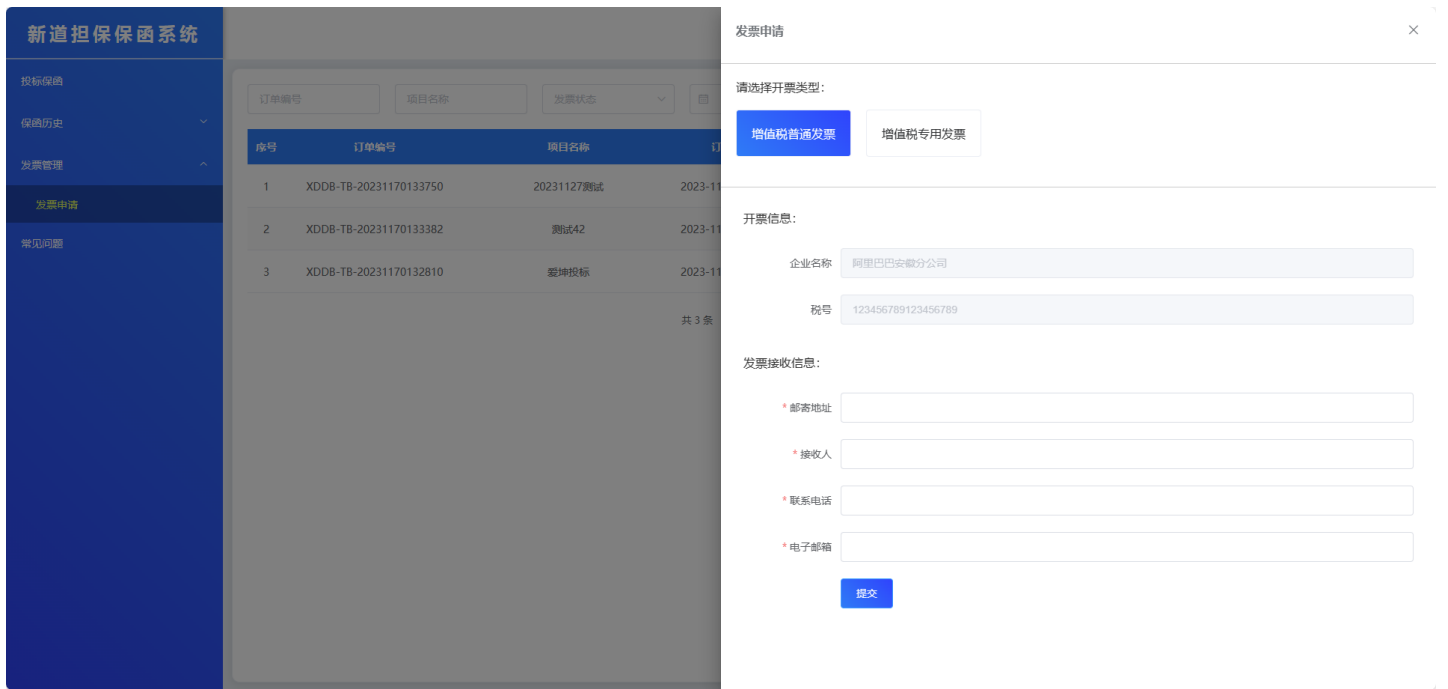 新道担保保函系统
投标保函
保函历史
发票管理
发票申请
常见问题
订单编号 项目名称 发票状态
序号 订单编号 项目名称 订
1 XDDB-TB-20231170133750 20231127测试 2023-11
2 XDDB-TB-20231170133382 测试42 2023-11
3 XDDB-TB-20231170132810 爱坤投标 2023-11
共 3 条
发票申请
请选择开票类型：
增值税普通发票 增值税专用发票
开票信息：
企业名称 阿里巴巴安徽分公司
税号 123456789123456789
发票接收信息：
* 邮寄地址
* 接收人
* 联系电话
* 电子邮箱
提交